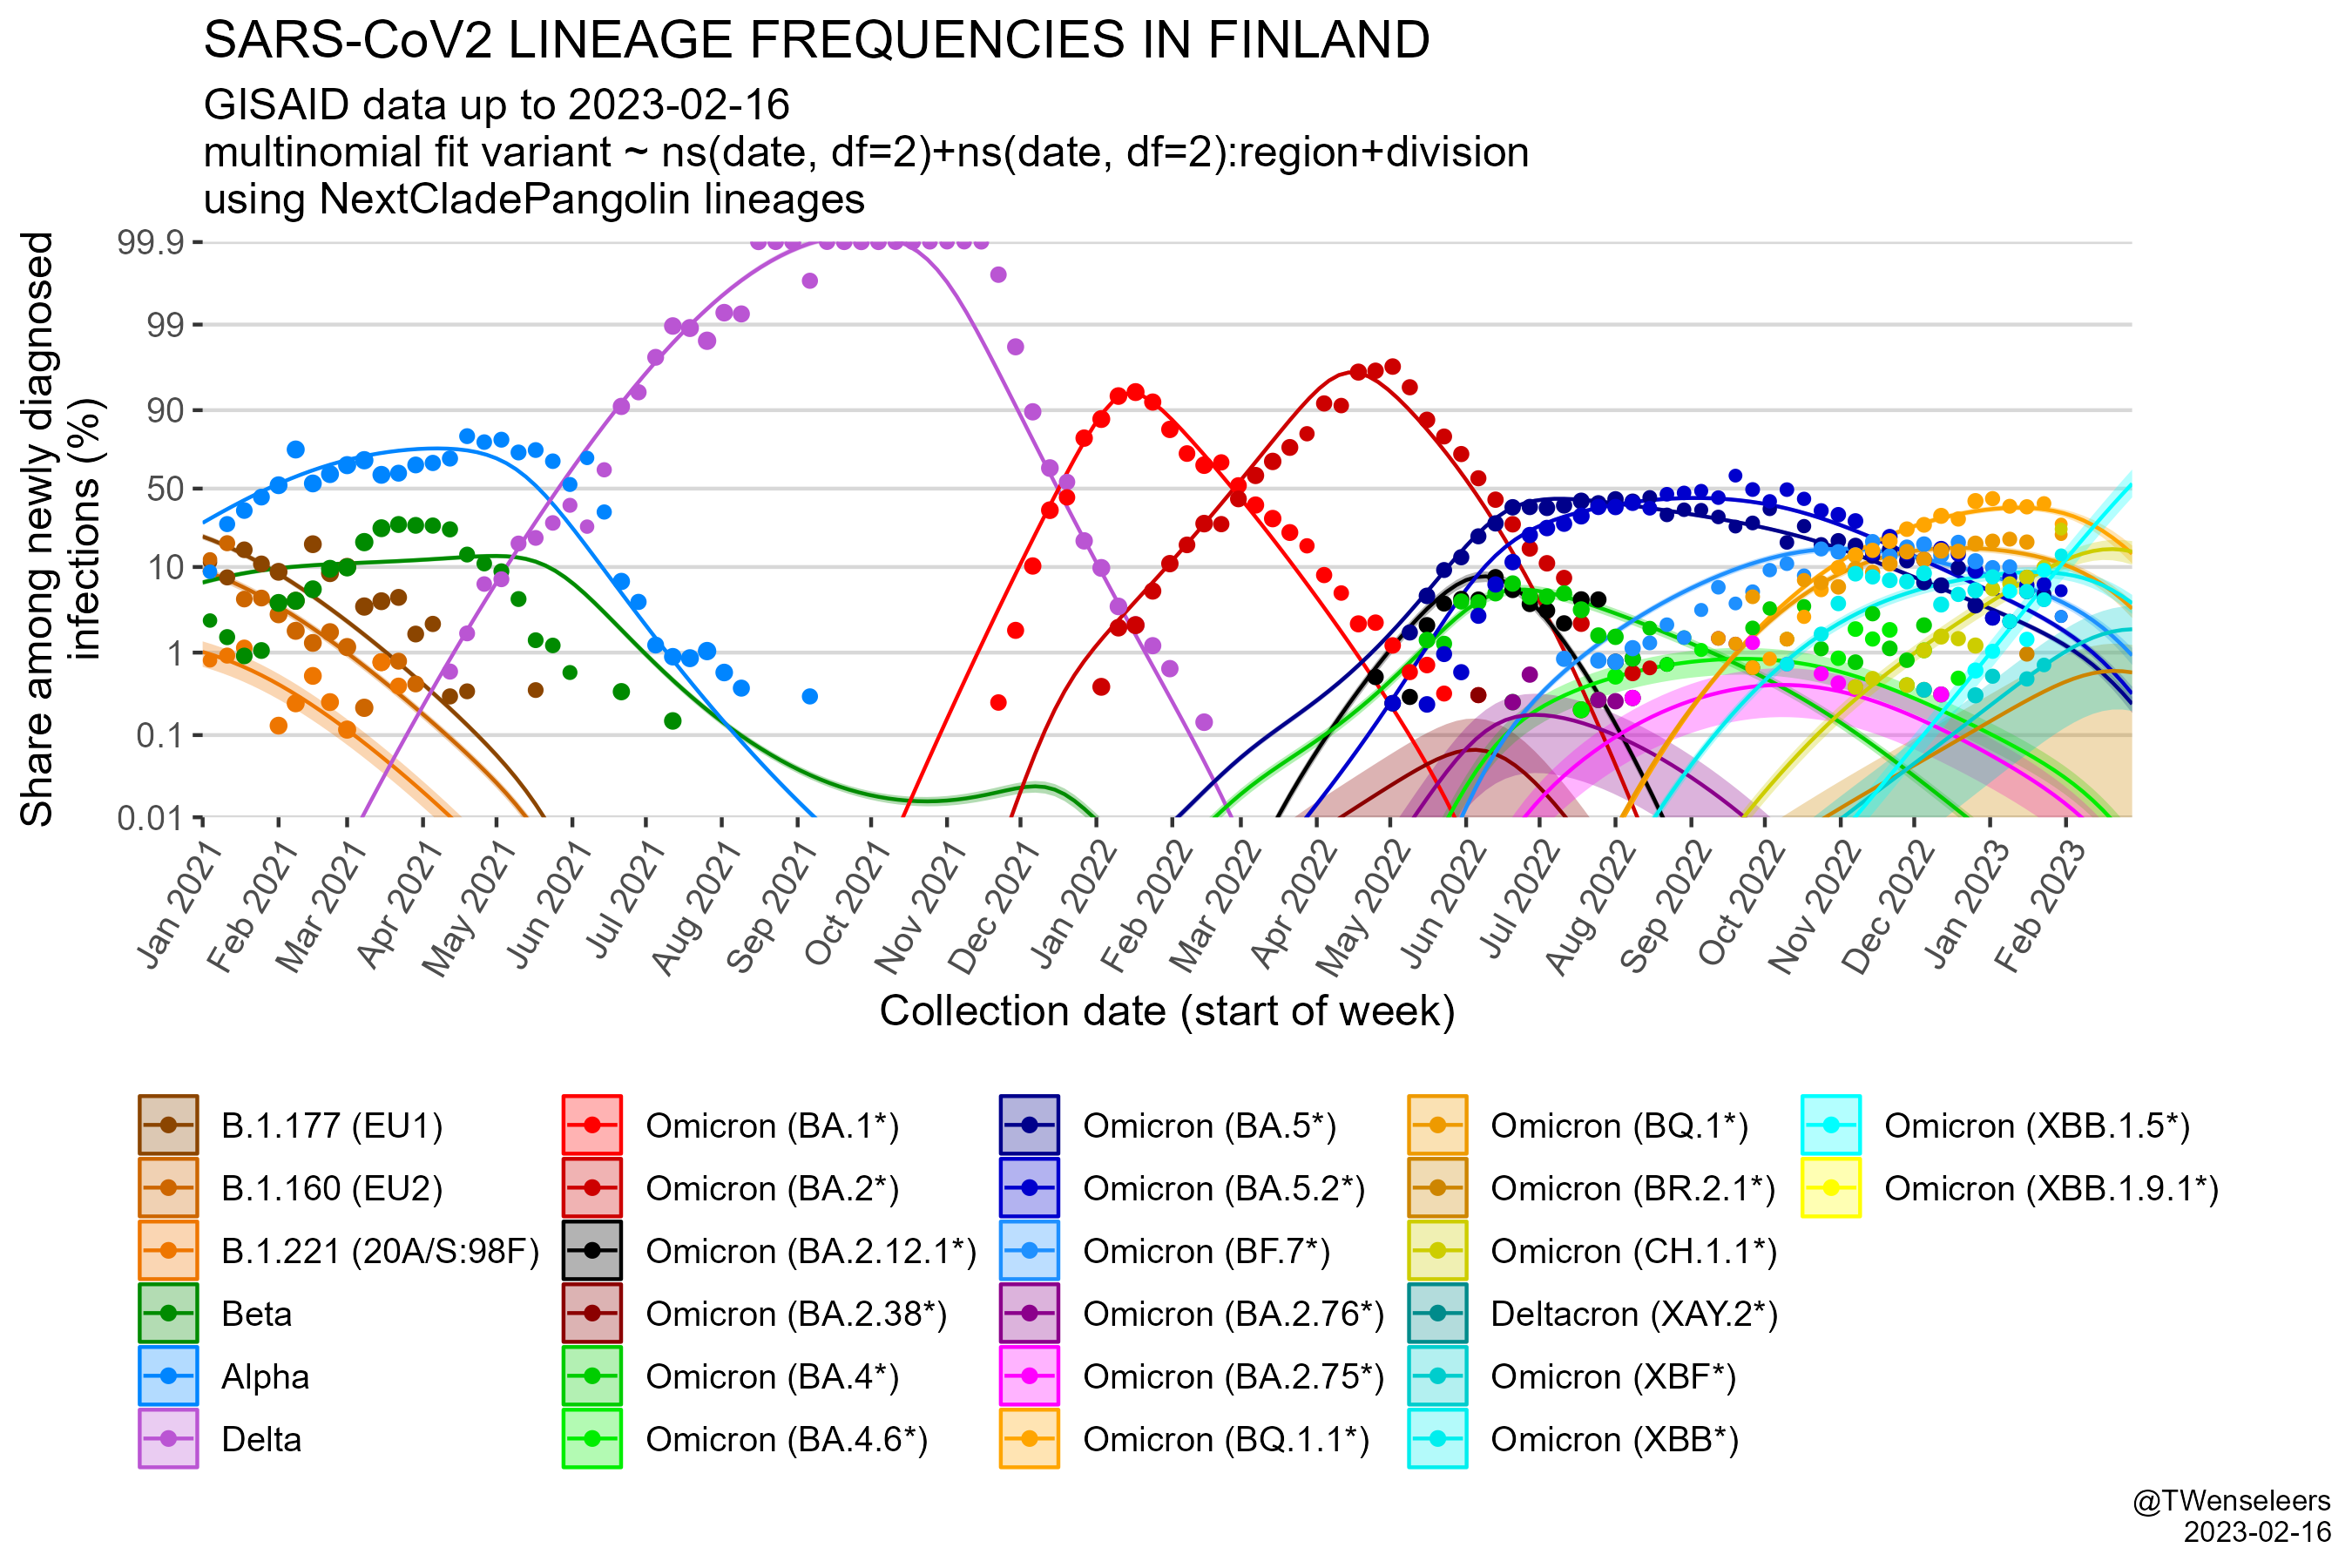 SARS-CoV2 LINEAGE FREQUENCIES IN FINLAND
GISAID data up to 2023-02-16
multinomial fit variant ~ ns(date, df=2)+ns(date, df=2):region+division
using NextCladePangolin lineages
Share among newly diagnosed
infections (%)
99.9
99
90
50
10
1
0.1
0.01
Jan 2021
Feb 2021
Mar 2021
Apr 2021
May 2021
Jun 2021
Jul 2021
Aug 2021
Sep 2021
Oct 2021
Nov 2021
Dec 2021
Jan 2022
Feb 2022
Mar 2022
Apr 2022
May 2022
Jun 2022
Jul 2022
Aug 2022
Sep 2022
Oct 2022
Nov 2022
Dec 2022
Jan 2023
Feb 2023
Collection date (start of week)
B.1.177 (EU1)
B.1.160 (EU2)
B.1.221 (20A/S:98F)
Beta
Alpha
Delta
Omicron (BA.1*)
Omicron (BA.2*)
Omicron (BA.2.12.1*)
Omicron (BA.2.38*)
Omicron (BA.4*)
Omicron (BA.4.6*)
Omicron (BA.5*)
Omicron (BA.5.2*)
Omicron (BF.7*)
Omicron (BA.2.76*)
Omicron (BA.2.75*)
Omicron (BQ.1.1*)
Omicron (BQ.1*)
Omicron (BR.2.1*)
Omicron (CH.1.1*)
Deltacron (XAY.2*)
Omicron (XBF*)
Omicron (XBB*)
Omicron (XBB.1.5*)
Omicron (XBB.1.9.1*)
@TWenseleers
2023-02-16